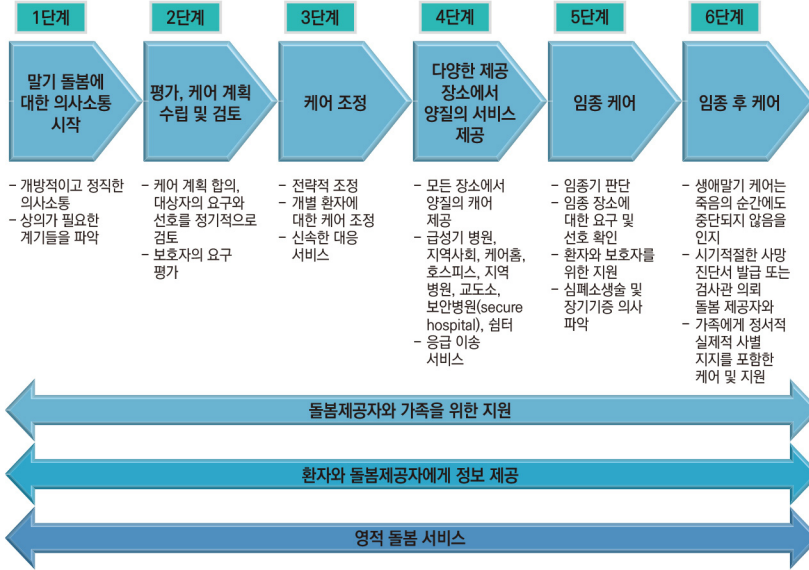 1단계
말기 돌봄에
대한 의사소통
시작
- 개방적이고 정직한
의사소통
- 상의가 필요한
계기들을 파악
2단계
평가, 케어 계획
수립 및 검토
- 케어 계획 합의,
대상자의 요구와
선호를 정기적으로
검토
- 보호자의 요구
평가
3단계
케어 조정
- 전략적 조정
- 개별 환자에
대한 케어 조정
- 신속한 대응
서비스
4단계
다양한 제공
장소에서
양질의 서비스
제공
- 모든 장소에서
양질의 캐어
제공
- 급성기 병원,
지역사회, 케어홈,
호스피스, 지역
병원, 교도소,
보안병원(secure
hospital), 쉼터
- 응급 이송
서비스
5단계
임종 케어
- 임종기 판단
- 임종 장소에
대한 요구 및
선호 확인
- 환자와 보호자를
위한 지원
- 심폐소생술 및
장기기증 의사
파악
6단계
임종 후 케어
- 생애말기 케어는
죽음의 순간에도
중단되지 않음을
인지
- 시기적절한 사망
진단서 발급 또는
검사관 의뢰
돌봄 제공자와
- 가족에게 정서적
실제적 사별
지지를 포함한
케어 및 지원
돌봄제공자와 가족을 위한 지원
환자와 돌봄제공자에게 정보 제공
영적 돌봄 서비스